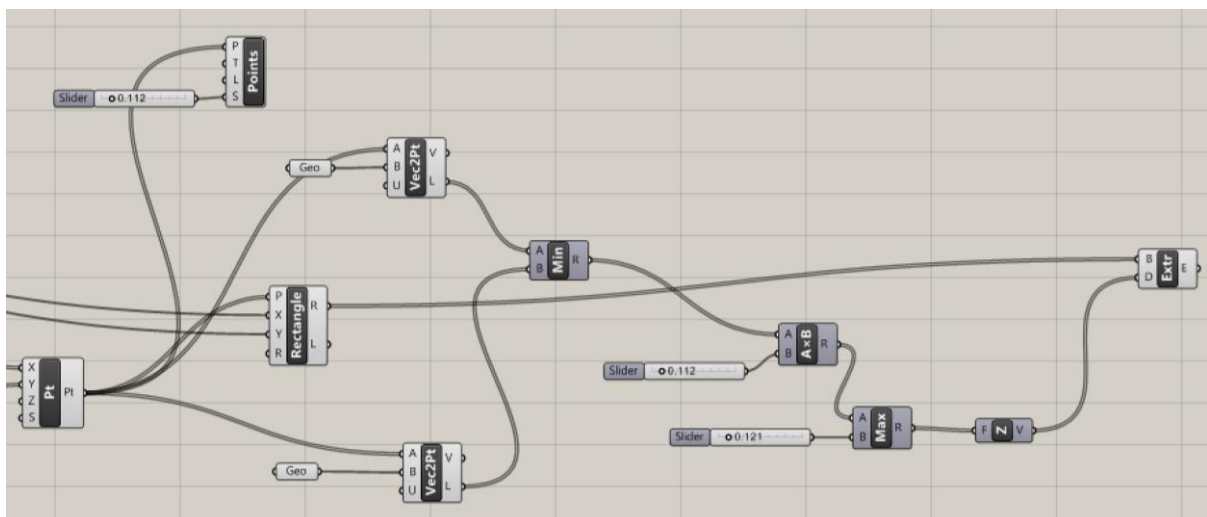 P
T
L
S
Points
Slider
0.112
Geo
A
B
U
Vec2Pt
V
L
A
B
Min
R
P
X
Y
R
Rectangle
R
L
B
D
Extr
E
X
Y
Z
S
Pt
Pt
A
B
A×B
R
Slider
0.112
A
B
Max
R
Slider
0.121
F
Z
V
Geo
A
B
U
Vec2Pt
V
L